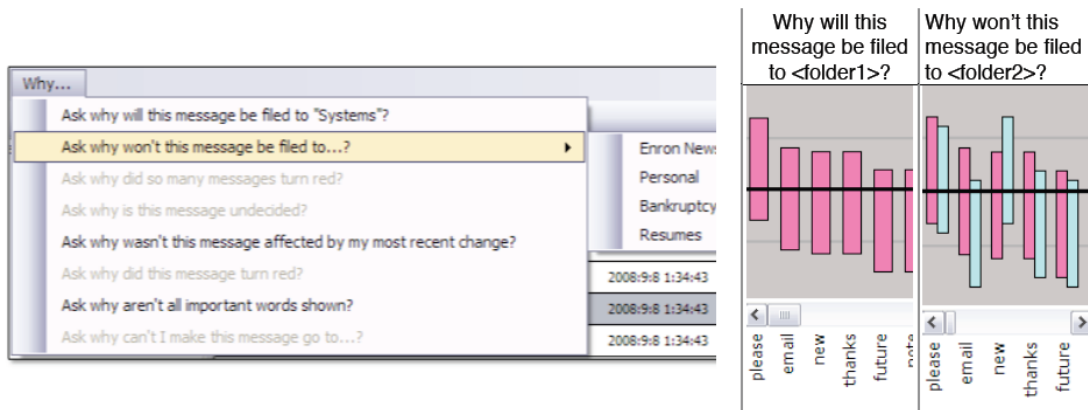 Why...
Ask why will this message be filed to "Systems"?
Ask why won't this message be filed to...?
Ask why did so many messages turn red?
Ask why is this message undecided?
Ask why wasn't this message affected by my most recent change?
Ask why did this message turn red?
Ask why aren't all important words shown?
Ask why can't I make this message go to...?
Enron News
Personal
Bankruptcy
Resumes
2008:9:8 1:34:43
2008:9:8 1:34:43
2008:9:8 1:34:43
Why will this
message be filed
to <folder1>?
please
email
new
thanks
future
Why won’t this
message be filed
to <folder2>?
please
email
new
thanks
future